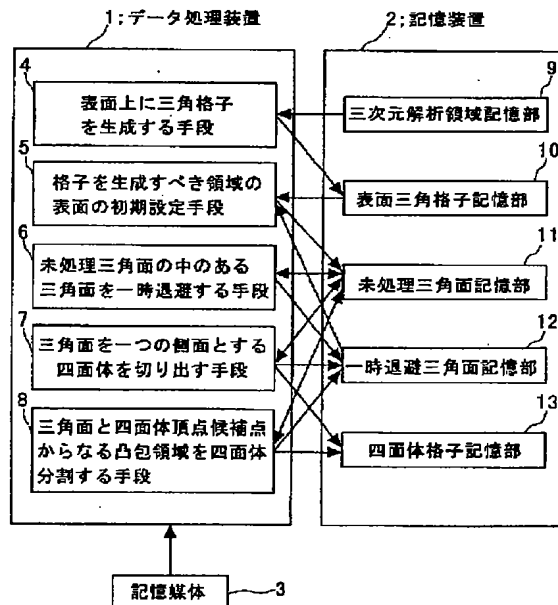 1;データ処理装置
2;記憶装置
4
表面上に三角格子
を生成する手段
5
格子を生成すべき領域の
表面の初期設定手段
6
未処理三角面の中のある
三角面を一時退避する手段
7
三角面を一つの側面とする
四面体を切り出す手段
8
三角面と四面体頂点候補点
からなる凸包領域を四面体
分割する手段
9
三次元解析領域記憶部
10
表面三角格子記憶部
11
未処理三角面記憶部
12
一時退避三角面記憶部
13
四面体格子記憶部
記憶媒体
3